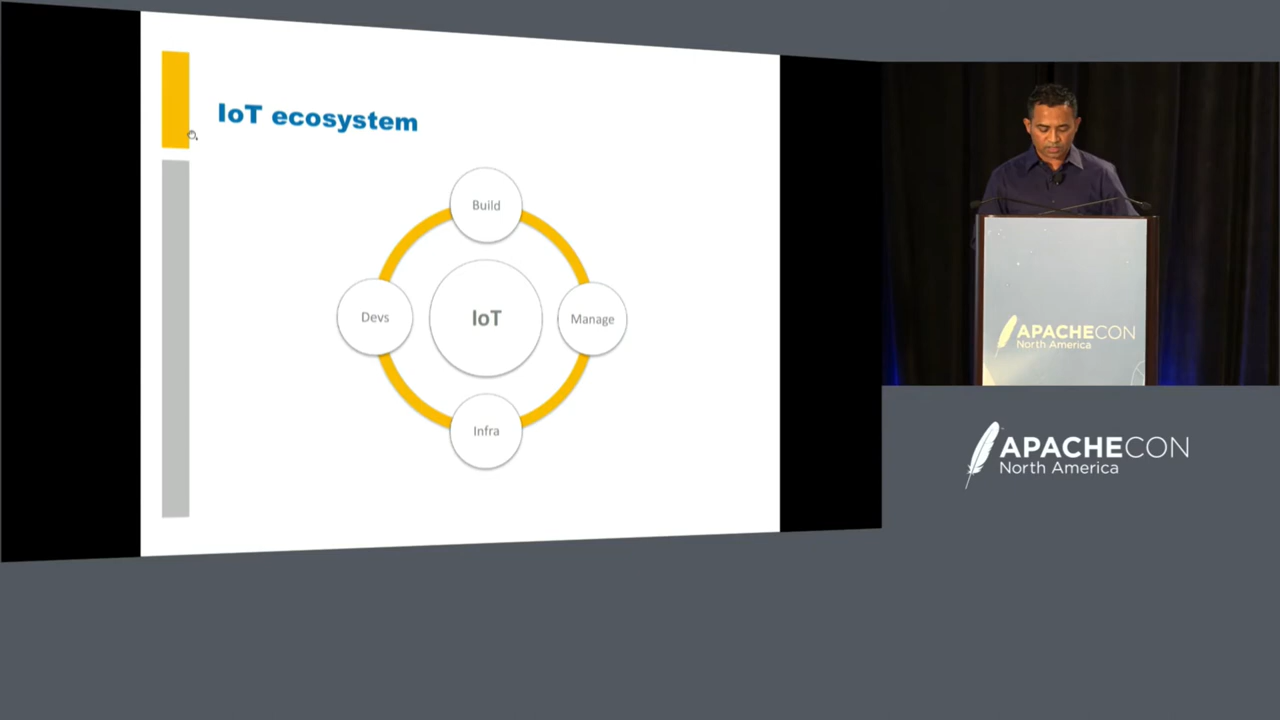 IoT ecosystem
Build
Devs
IoT
Manage
Infra
APACHECON
North America
APACHECON
North America